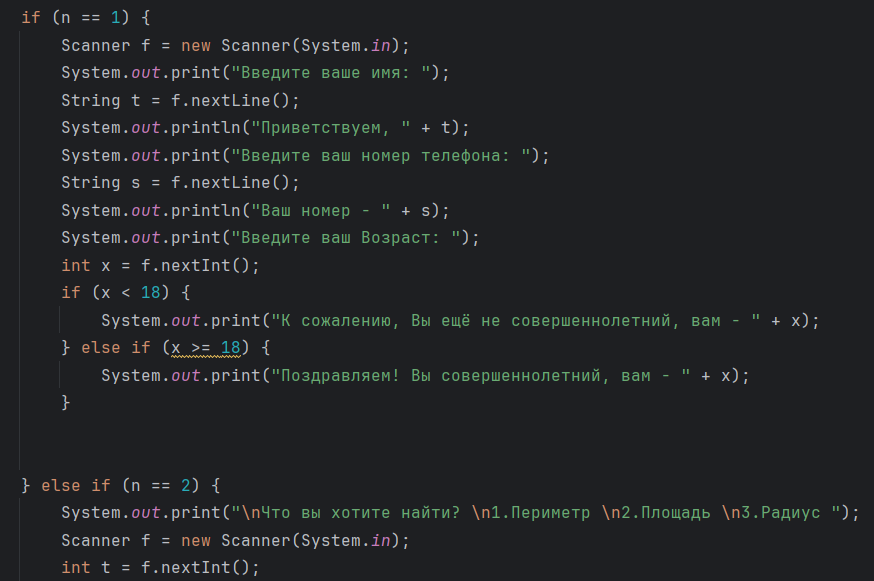 if (n == 1) {
    Scanner f = new Scanner(System.in);
    System.out.print("Введите ваше имя: ");
    String t = f.nextLine();
    System.out.println("Приветствуем, " + t);
    System.out.print("Введите ваш номер телефона: ");
    String s = f.nextLine();
    System.out.println("Ваш номер - " + s);
    System.out.print("Введите ваш Возраст: ");
    int x = f.nextInt();
    if (x < 18) {
        System.out.print("К сожалению, Вы ещё не совершеннолетний, вам - " + x);
    } else if (x >= 18) {
        System.out.print("Поздравляем! Вы совершеннолетний, вам - " + x);
    }
} else if (n == 2) {
    System.out.print("\nЧто вы хотите найти? \n1.Периметр \n2.Площадь \n3.Радиус ");
    Scanner f = new Scanner(System.in);
    int t = f.nextInt();